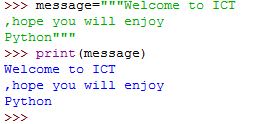 >>> message="""Welcome to ICT
,hope you will enjoy
Python"""
>>> print(message)
Welcome to ICT
,hope you will enjoy
Python
>>>